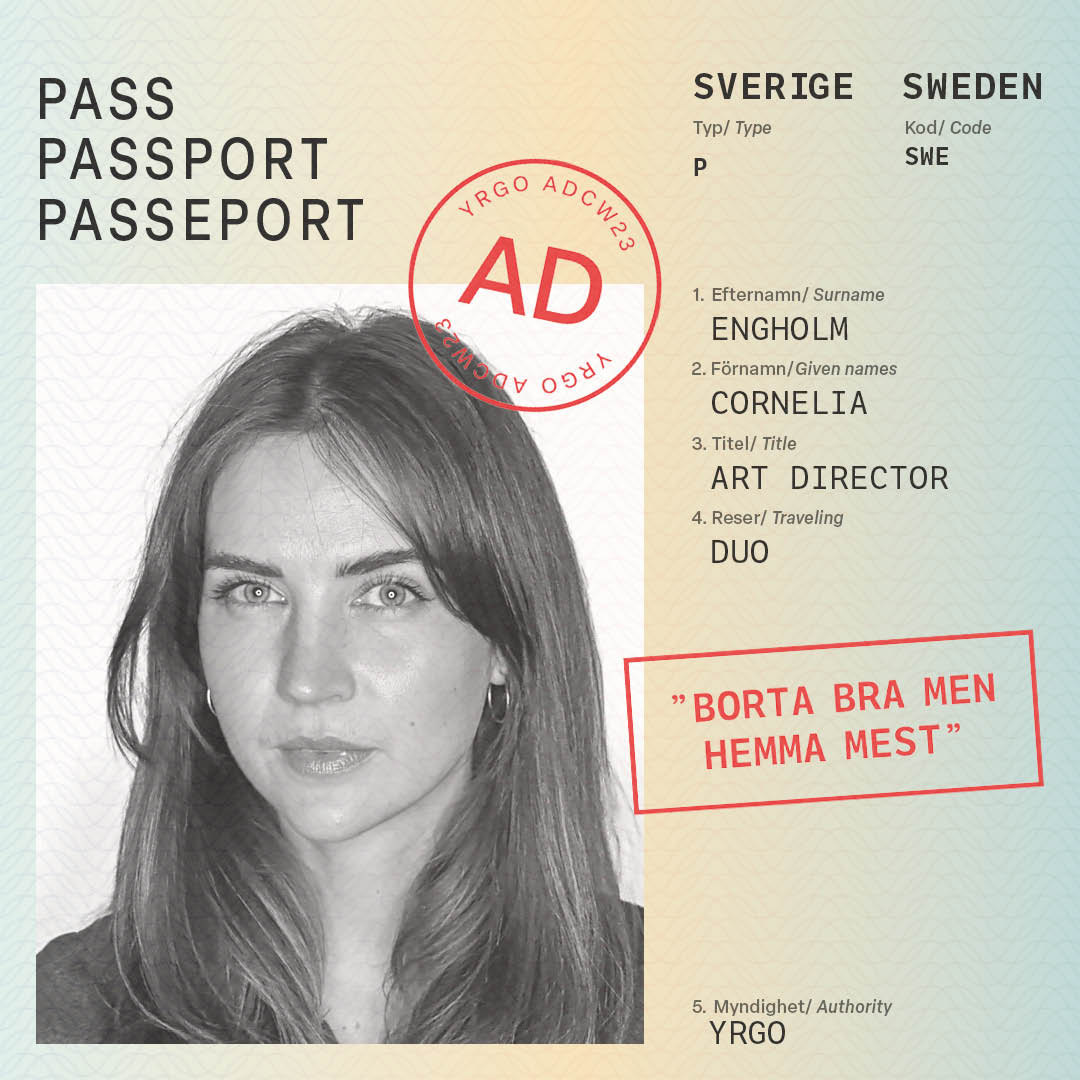 PASS
PASSPORT
PASSEPORT
YRGO ADCW23
AD
YRGO ADCW23
SVERIGE SWEDEN
Typ/ Type Kod/ Code
P SWE
1. Efternamn/ Surname
ENGHOLM
2. Förnamn/Given names
CORNELIA
3. Titel/ Title
ART DIRECTOR
4. Reser/ Traveling
DUO
”BORTA BRA MEN
HEMMA MEST”
5. Myndighet/ Authority
YRGO